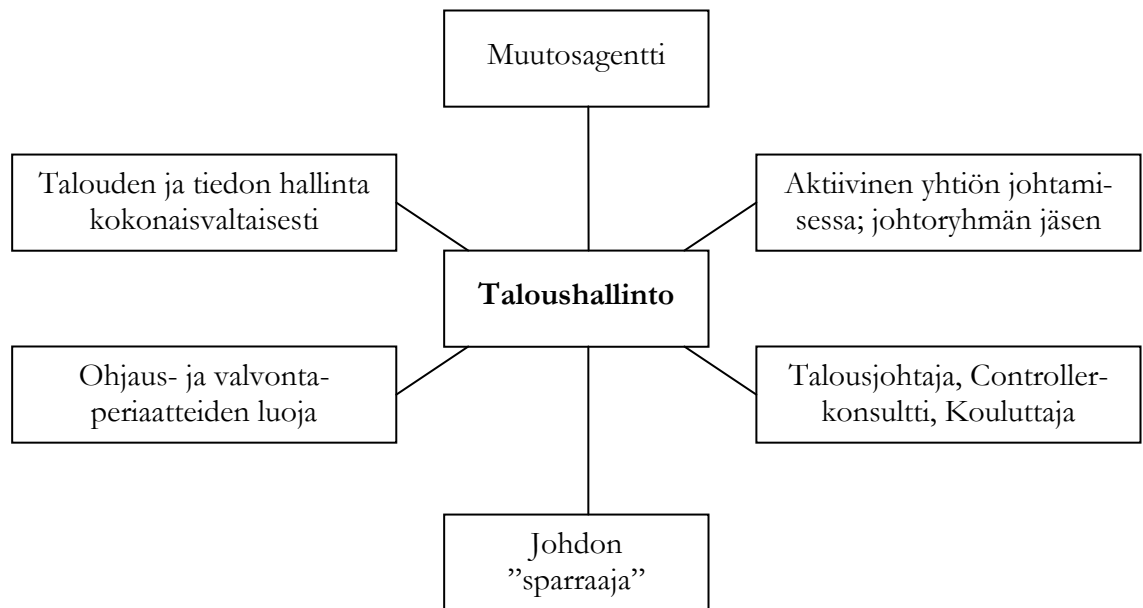 Muutosagentti
Talouden ja tiedon hallinta
kokonaisvaltaisesti
Aktiivinen yhtiön johtami-
sessa; johtoryhmän jäsen
Taloushallinto
Ohjaus- ja valvonta-
periaatteiden luoja
Talousjohtaja, Controller-
konsultti, Kouluttaja
Johdon
”sparraaja”